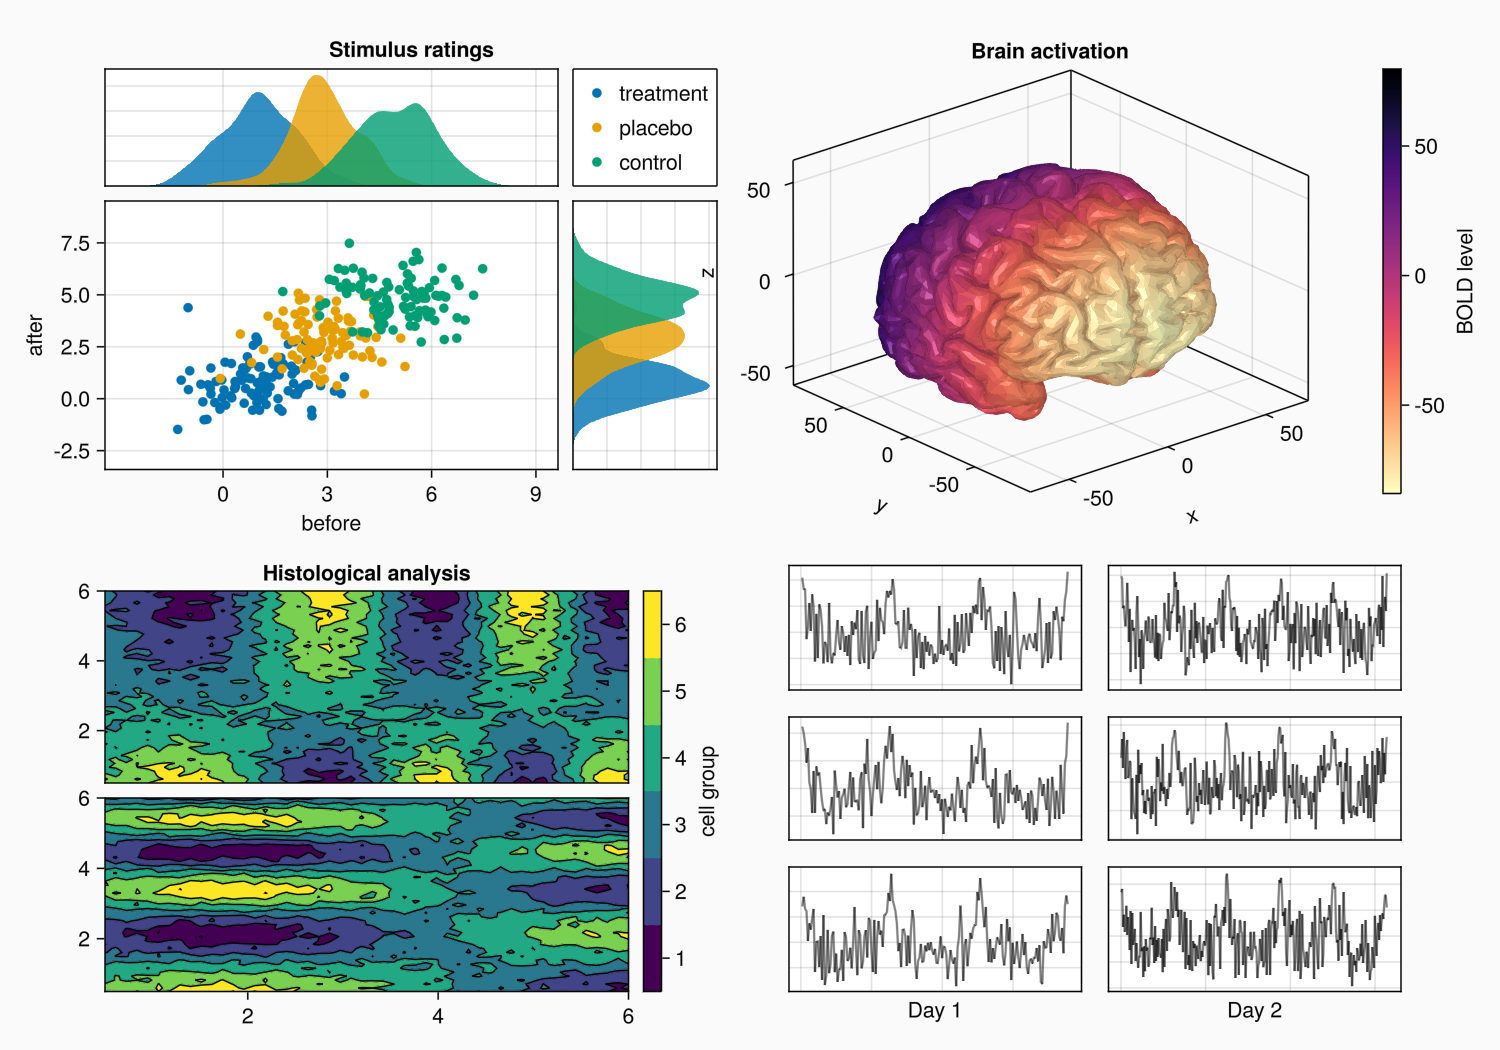 Stimulus ratings
treatment
placebo
control
7.5
5.0
2.5
0.0
-2.5
after
0
3
6
9
before
Brain activation
50
0
-50
z
50
0
-50
y
-50
0
50
x
50
0
-50
BOLD level
Histological analysis
6
4
2
6
4
2
2
4
6
6
5
4
3
2
1
cell group
Day 1
Day 2